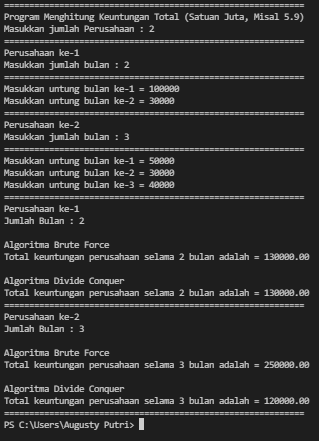 ============================================================
Program Menghitung Keuntungan Total (Satuan Juta, Misal 5.9)
Masukkan jumlah Perusahaan : 2
============================================================
Perusahaan ke-1
Masukkan jumlah bulan : 2
============================================================
Masukkan untung bulan ke-1 = 100000
Masukkan untung bulan ke-2 = 30000
============================================================
Perusahaan ke-2
Masukkan jumlah bulan : 3
============================================================
Masukkan untung bulan ke-1 = 50000
Masukkan untung bulan ke-2 = 30000
Masukkan untung bulan ke-3 = 40000
============================================================
Perusahaan ke-1
Jumlah Bulan : 2
Algoritma Brute Force
Total keuntungan perusahaan selama 2 bulan adalah = 130000.00
Algoritma Divide Conquer
Total keuntungan perusahaan selama 2 bulan adalah = 130000.00
============================================================
Perusahaan ke-2
Jumlah Bulan : 3
Algoritma Brute Force
Total keuntungan perusahaan selama 3 bulan adalah = 250000.00
Algoritma Divide Conquer
Total keuntungan perusahaan selama 3 bulan adalah = 120000.00
============================================================
PS C:\Users\Augusty Putri>